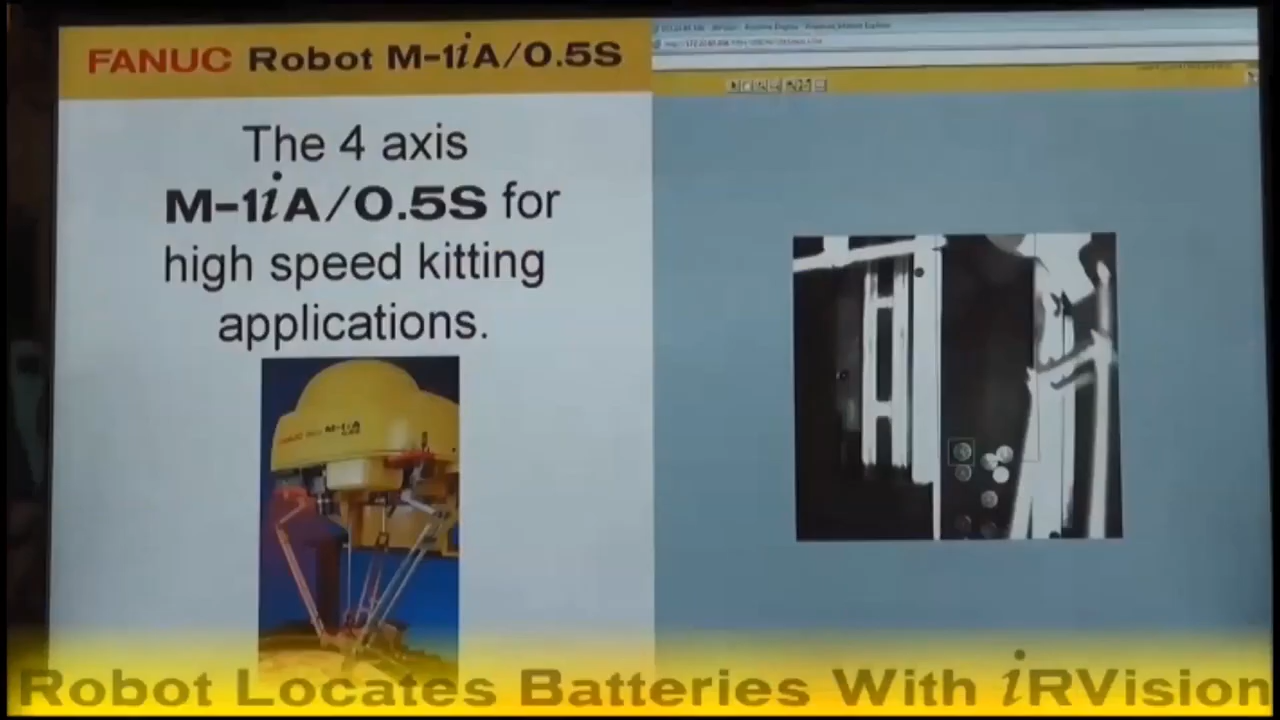 FANUC Robot M-1iA/0.5S
The 4 axis
M-1iA/0.5S for
high speed kitting
applications.
Robot Locates Batteries With iRVision